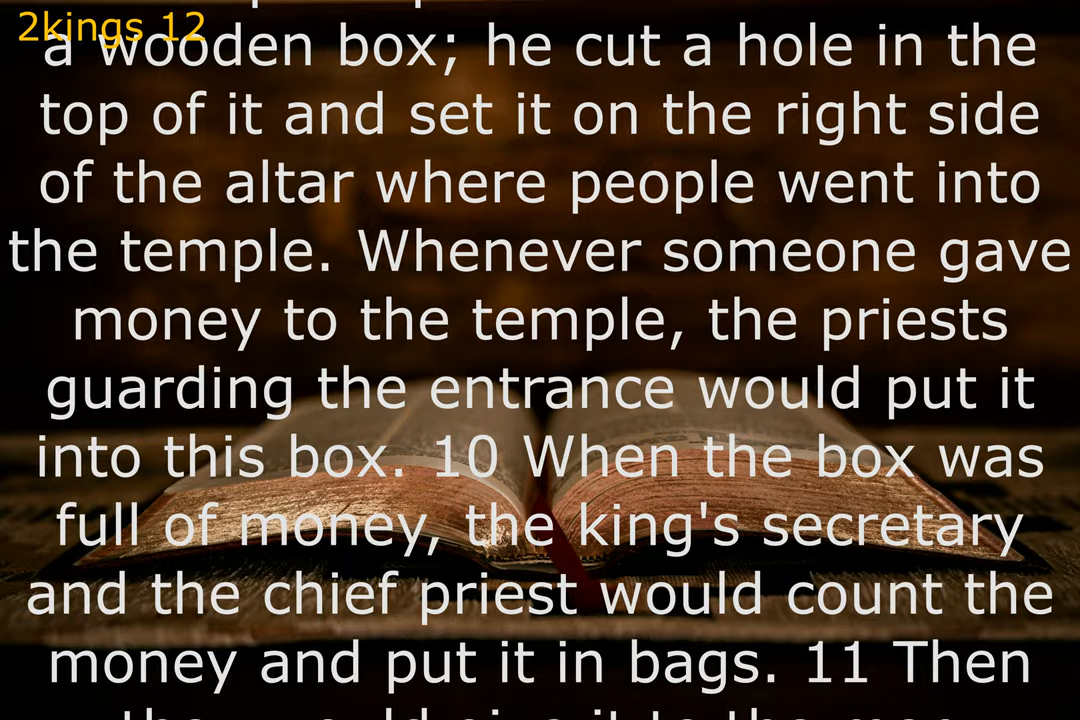 2kings 12
a wooden box; he cut a hole in the
top of it and set it on the right side
of the altar where people went into
the temple. Whenever someone gave
money to the temple, the priests
guarding the entrance would put it
into this box. 10 When the box was
full of money, the king's secretary
and the chief priest would count the
money and put it in bags. 11 Then